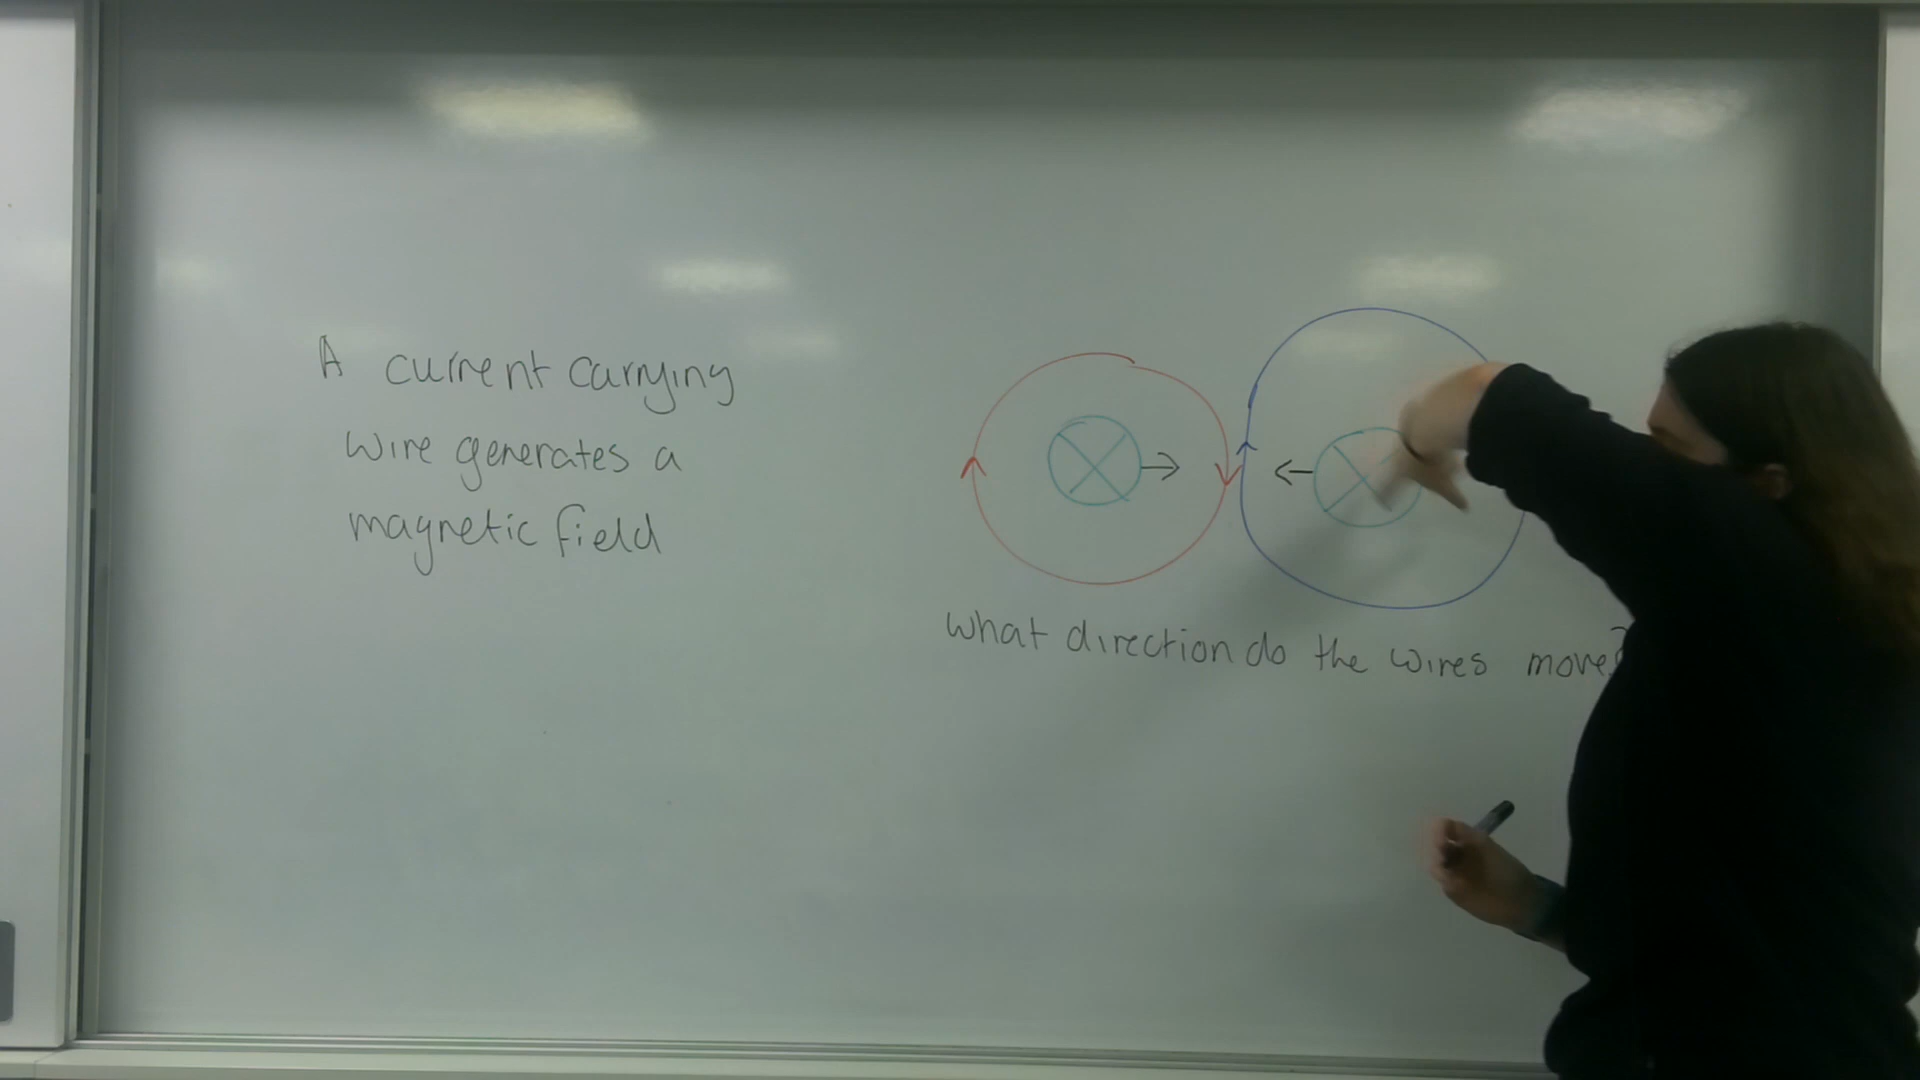 A current carrying
wire generates a
magnetic field
what direction do the wires move?